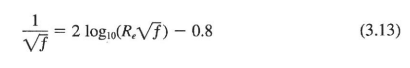 1/√f = 2 log₁₀(Rₑ√f) − 0.8 (3.13)